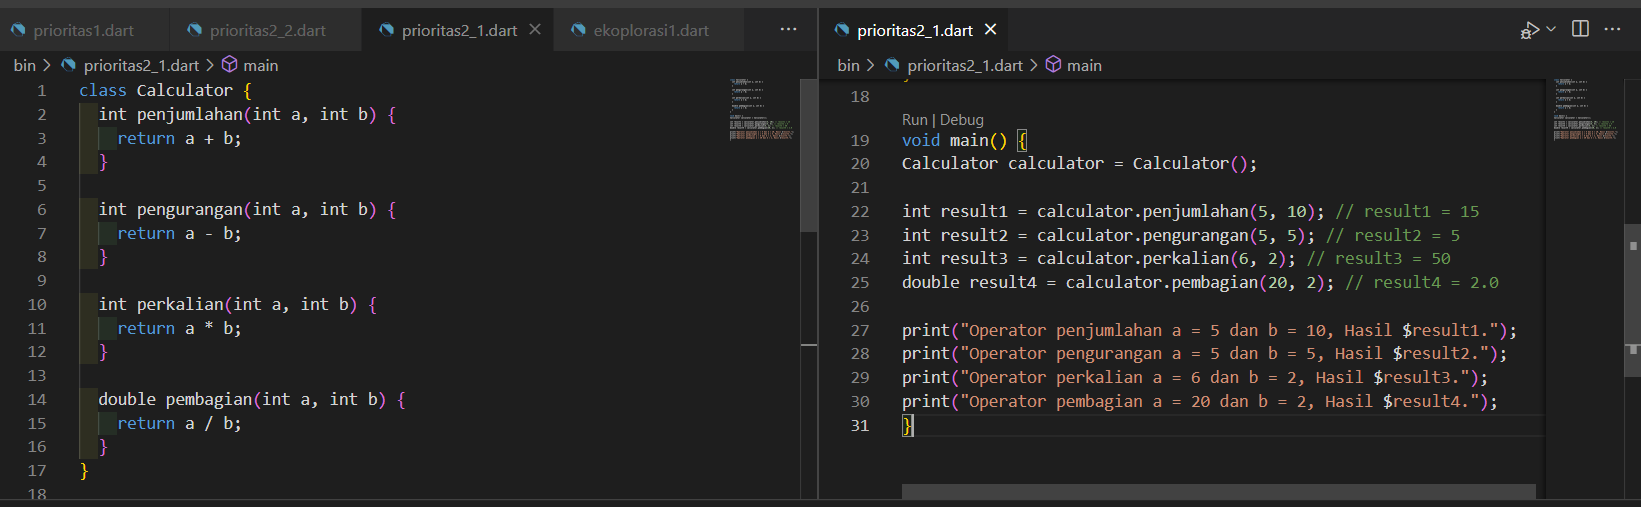 prioritas1.dart prioritas2_2.dart prioritas2_1.dart ekoplorasi1.dart
bin > prioritas2_1.dart > main
1 class Calculator {
2 int penjumlahan(int a, int b) {
3 return a + b;
4 }
5
6 int pengurangan(int a, int b) {
7 return a - b;
8 }
9
10 int perkalian(int a, int b) {
11 return a * b;
12 }
13
14 double pembagian(int a, int b) {
15 return a / b;
16 }
17 }
18
prioritas2_1.dart
bin > prioritas2_1.dart > main
18
Run | Debug
19 void main() {
20 Calculator calculator = Calculator();
21
22 int result1 = calculator.penjumlahan(5, 10); // result1 = 15
23 int result2 = calculator.pengurangan(5, 5); // result2 = 5
24 int result3 = calculator.perkalian(6, 2); // result3 = 50
25 double result4 = calculator.pembagian(20, 2); // result4 = 2.0
26
27 print("Operator penjumlahan a = 5 dan b = 10, Hasil $result1.");
28 print("Operator pengurangan a = 5 dan b = 5, Hasil $result2.");
29 print("Operator perkalian a = 6 dan b = 2, Hasil $result3.");
30 print("Operator pembagian a = 20 dan b = 2, Hasil $result4.");
31 }